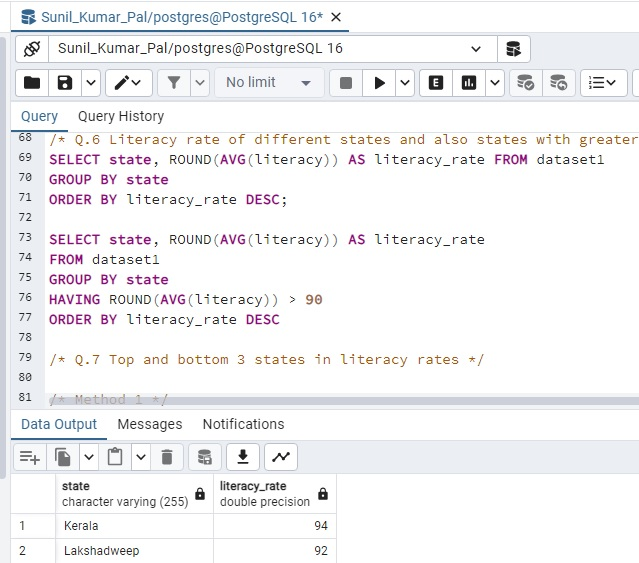 Sunil_Kumar_Pal/postgres@PostgreSQL 16*
Sunil_Kumar_Pal/postgres@PostgreSQL 16
No limit
E
Query Query History
68 /* Q.6 Literacy rate of different states and also states with greater
69 SELECT state, ROUND(AVG(literacy)) AS literacy_rate FROM dataset1
70 GROUP BY state
71 ORDER BY literacy_rate DESC;
72
73 SELECT state, ROUND(AVG(literacy)) AS literacy_rate
74 FROM dataset1
75 GROUP BY state
76 HAVING ROUND(AVG(literacy)) > 90
77 ORDER BY literacy_rate DESC
78
79 /* Q.7 Top and bottom 3 states in literacy rates */
80
81 /* Method 1 */
Data Output Messages Notifications
state literacy_rate
character varying (255) double precision
1 Kerala 94
2 Lakshadweep 92